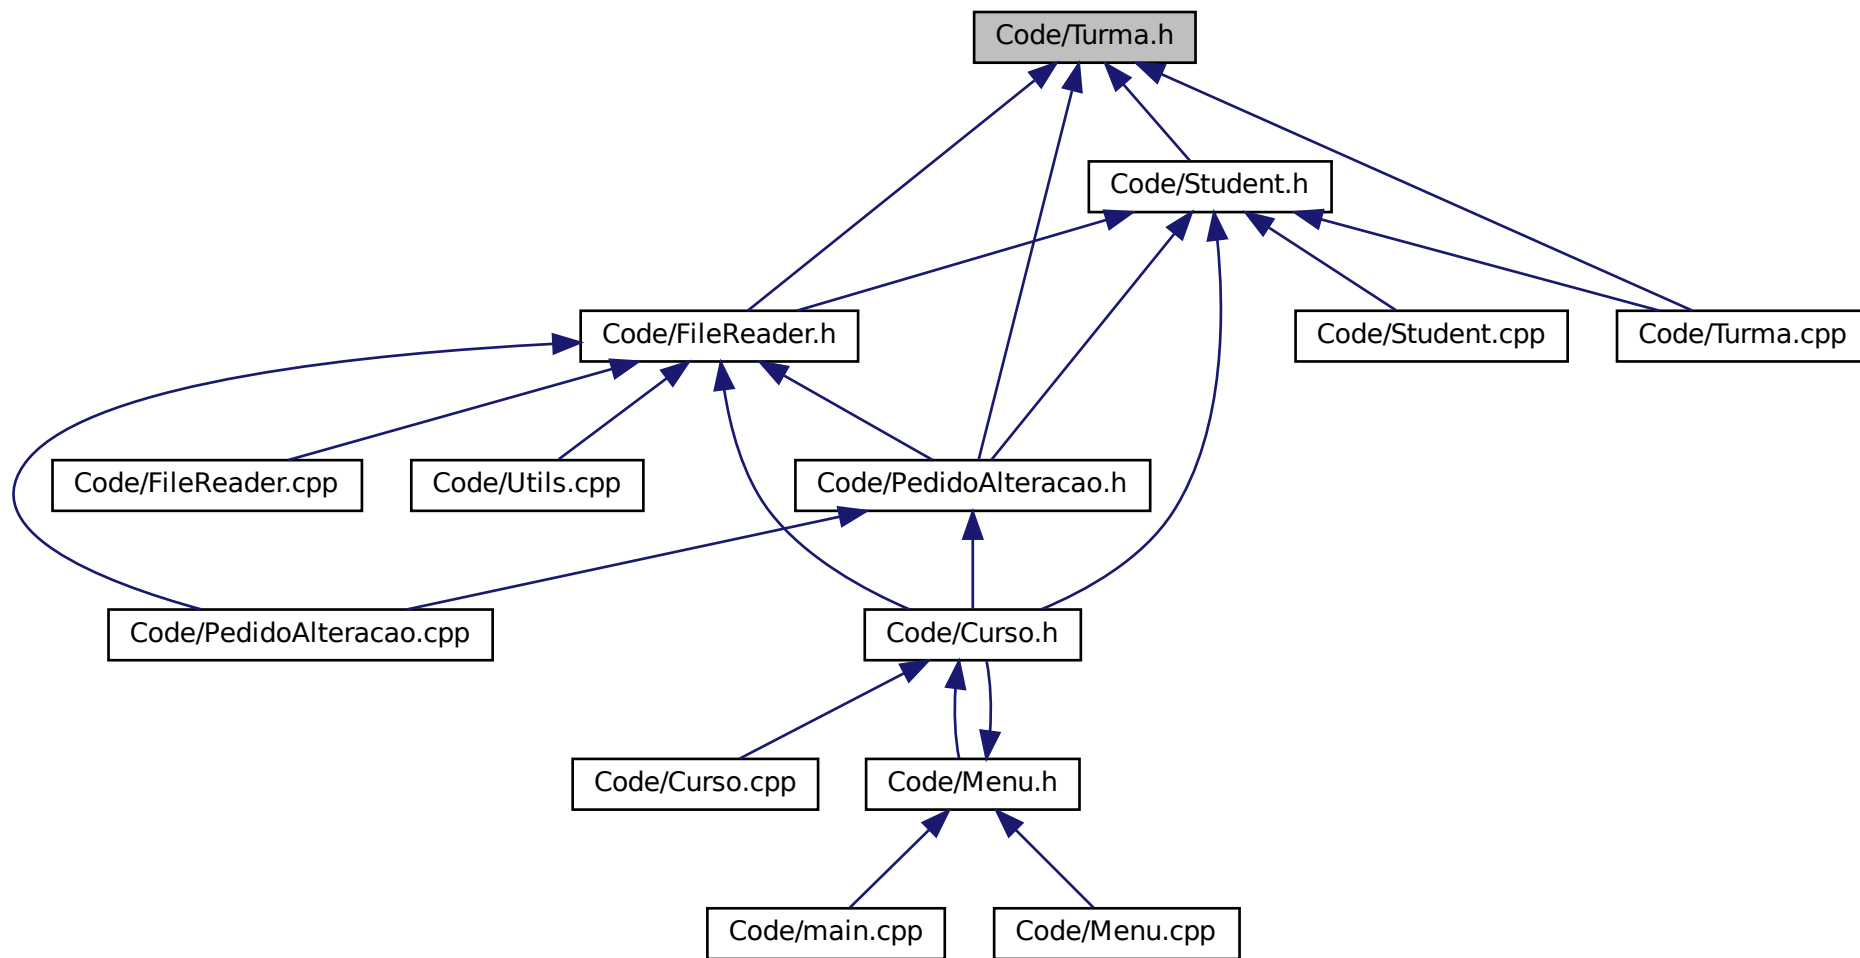 Code/Turma.h
Code/Student.h
Code/FileReader.h
Code/Student.cpp
Code/Turma.cpp
Code/FileReader.cpp
Code/Utils.cpp
Code/PedidoAlteracao.h
Code/PedidoAlteracao.cpp
Code/Curso.h
Code/Curso.cpp
Code/Menu.h
Code/main.cpp
Code/Menu.cpp